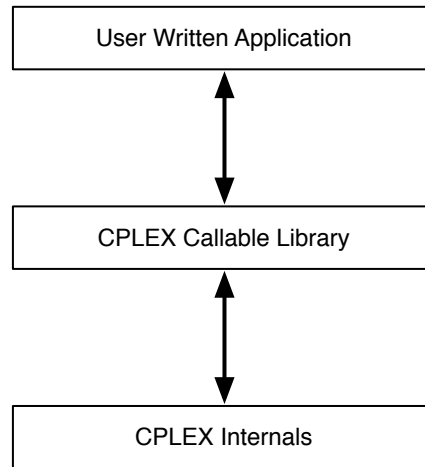 User Written Application
CPLEX Callable Library
CPLEX Internals